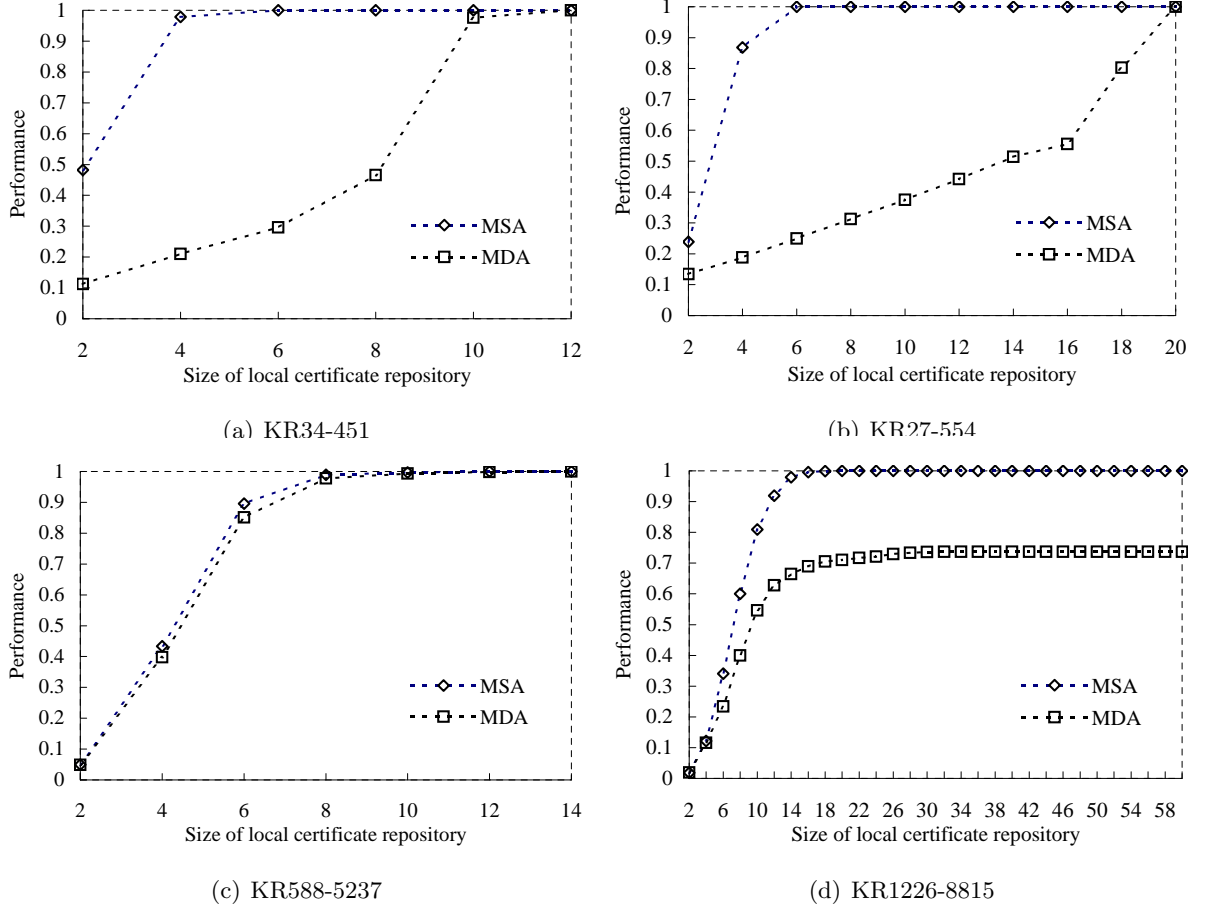 1
0.9
0.8
0.7
0.6
0.5
0.4
0.3
0.2
0.1
0
Performance
MSA
MDA
2 4 6 8 10 12
Size of local certificate repository
(a) KR34-451
1
0.9
0.8
0.7
0.6
0.5
0.4
0.3
0.2
0.1
0
Performance
MSA
MDA
2 4 6 8 10 12 14 16 18 20
Size of local certificate repository
(b) KR27-554
1
0.9
0.8
0.7
0.6
0.5
0.4
0.3
0.2
0.1
0
Performance
MSA
MDA
2 4 6 8 10 12 14
Size of local certificate repository
(c) KR588-5237
1
0.9
0.8
0.7
0.6
0.5
0.4
0.3
0.2
0.1
0
Performance
MSA
MDA
2 6 10 14 18 22 26 30 34 38 42 46 50 54 58
Size of local certificate repository
(d) KR1226-8815